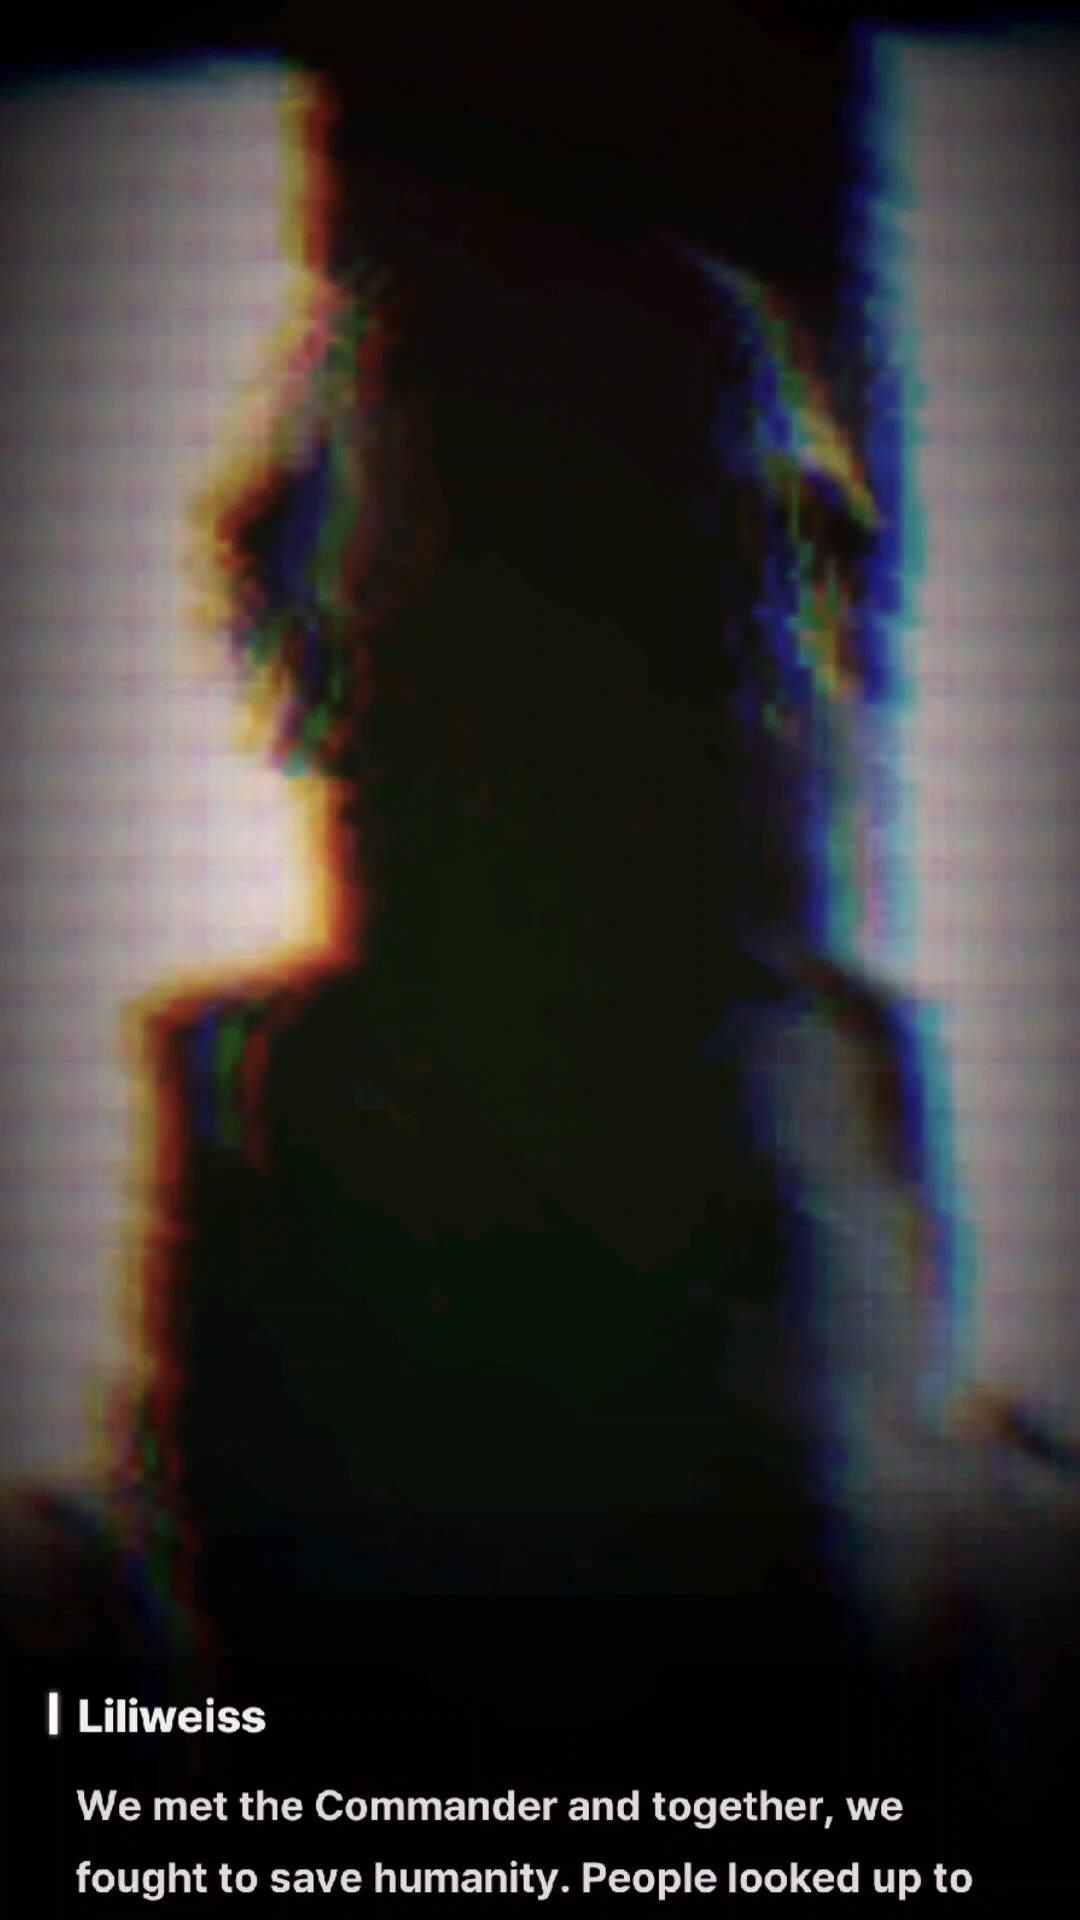 Liliweiss
We met the Commander and together, we
fought to save humanity. People looked up to